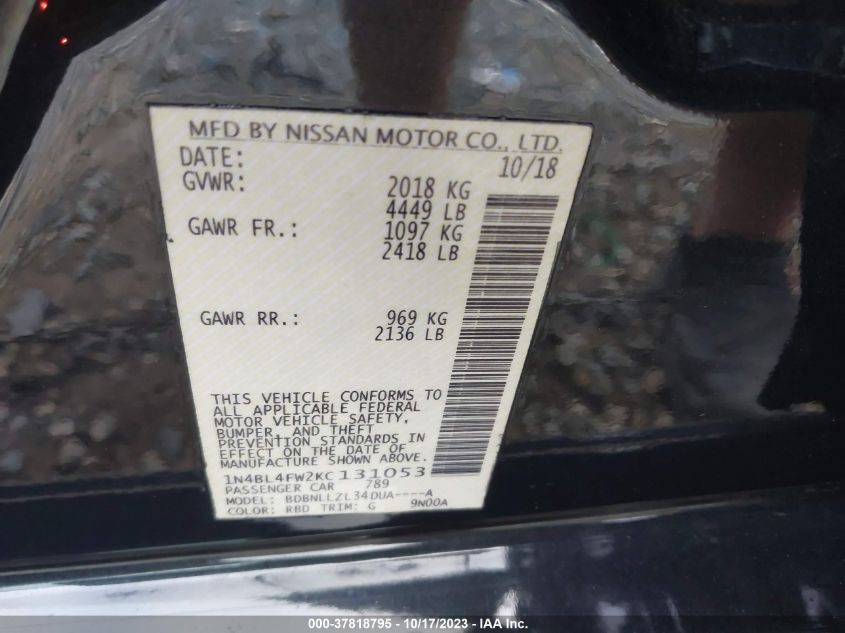 MFD BY NISSAN MOTOR CO., LTD.
DATE: 10/18
GVWR: 2018 KG
4449 LB
GAWR FR.: 1097 KG
2418 LB
GAWR RR.: 969 KG
2136 LB
THIS VEHICLE CONFORMS TO
ALL APPLICABLE FEDERAL
MOTOR VEHICLE SAFETY,
BUMPER, AND THEFT
PREVENTION STANDARDS IN
EFFECT ON THE DATE OF
MANUFACTURE SHOWN ABOVE.
1N4BL4FW2KC131053
PASSENGER CAR 789
MODEL: BDBNLLZL34DUA----A
COLOR: RBD TRIM: G 9N00A
000-37818795 - 10/17/2023 - IAA Inc.